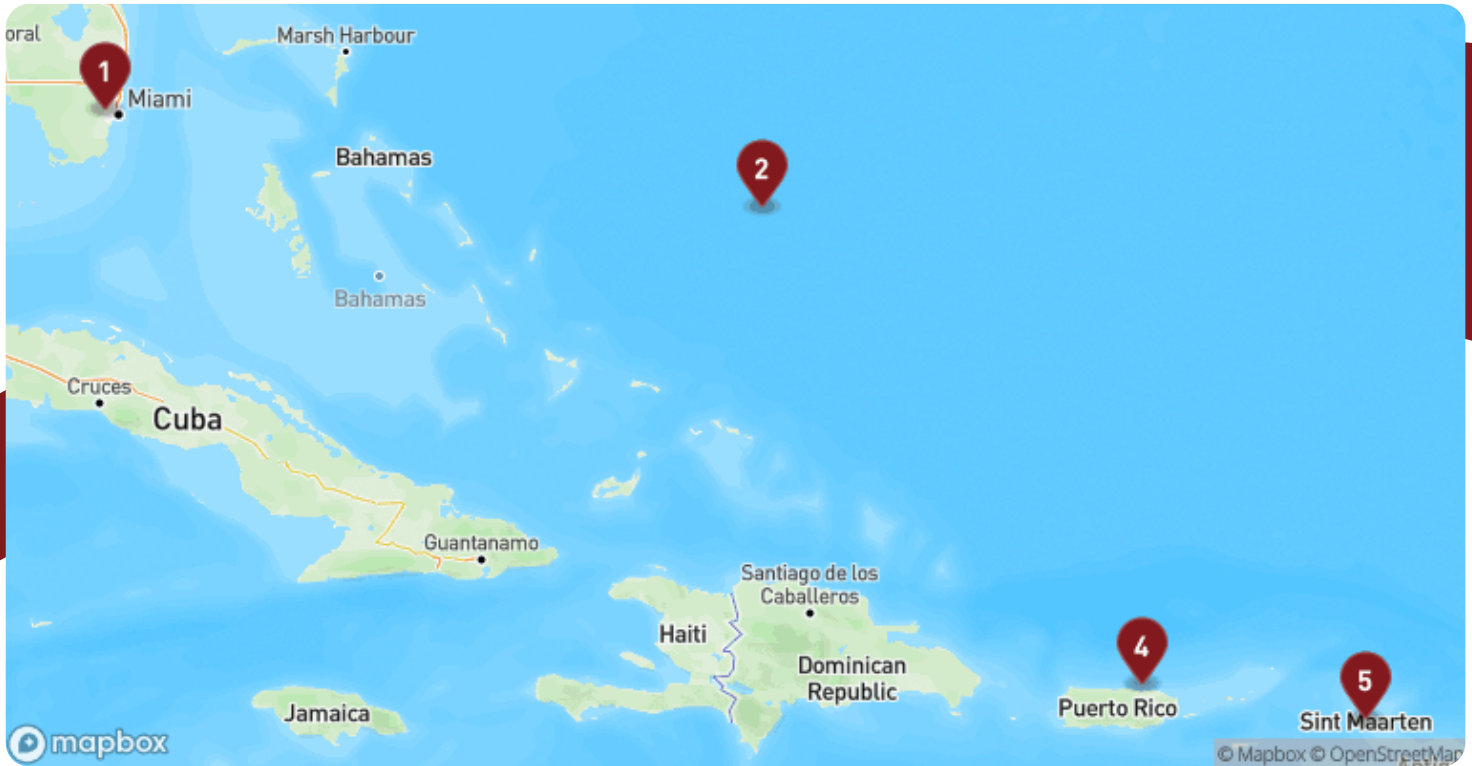 oral
Marsh Harbour
1
Miami
Bahamas
2
Bahamas
Cruces
Cuba
Guantanamo
Santiago de los
Caballeros
Haiti
4
Dominican
Republic
5
Puerto Rico
Jamaica
Sint Maarten
mapbox
© Mapbox © OpenStreetMap